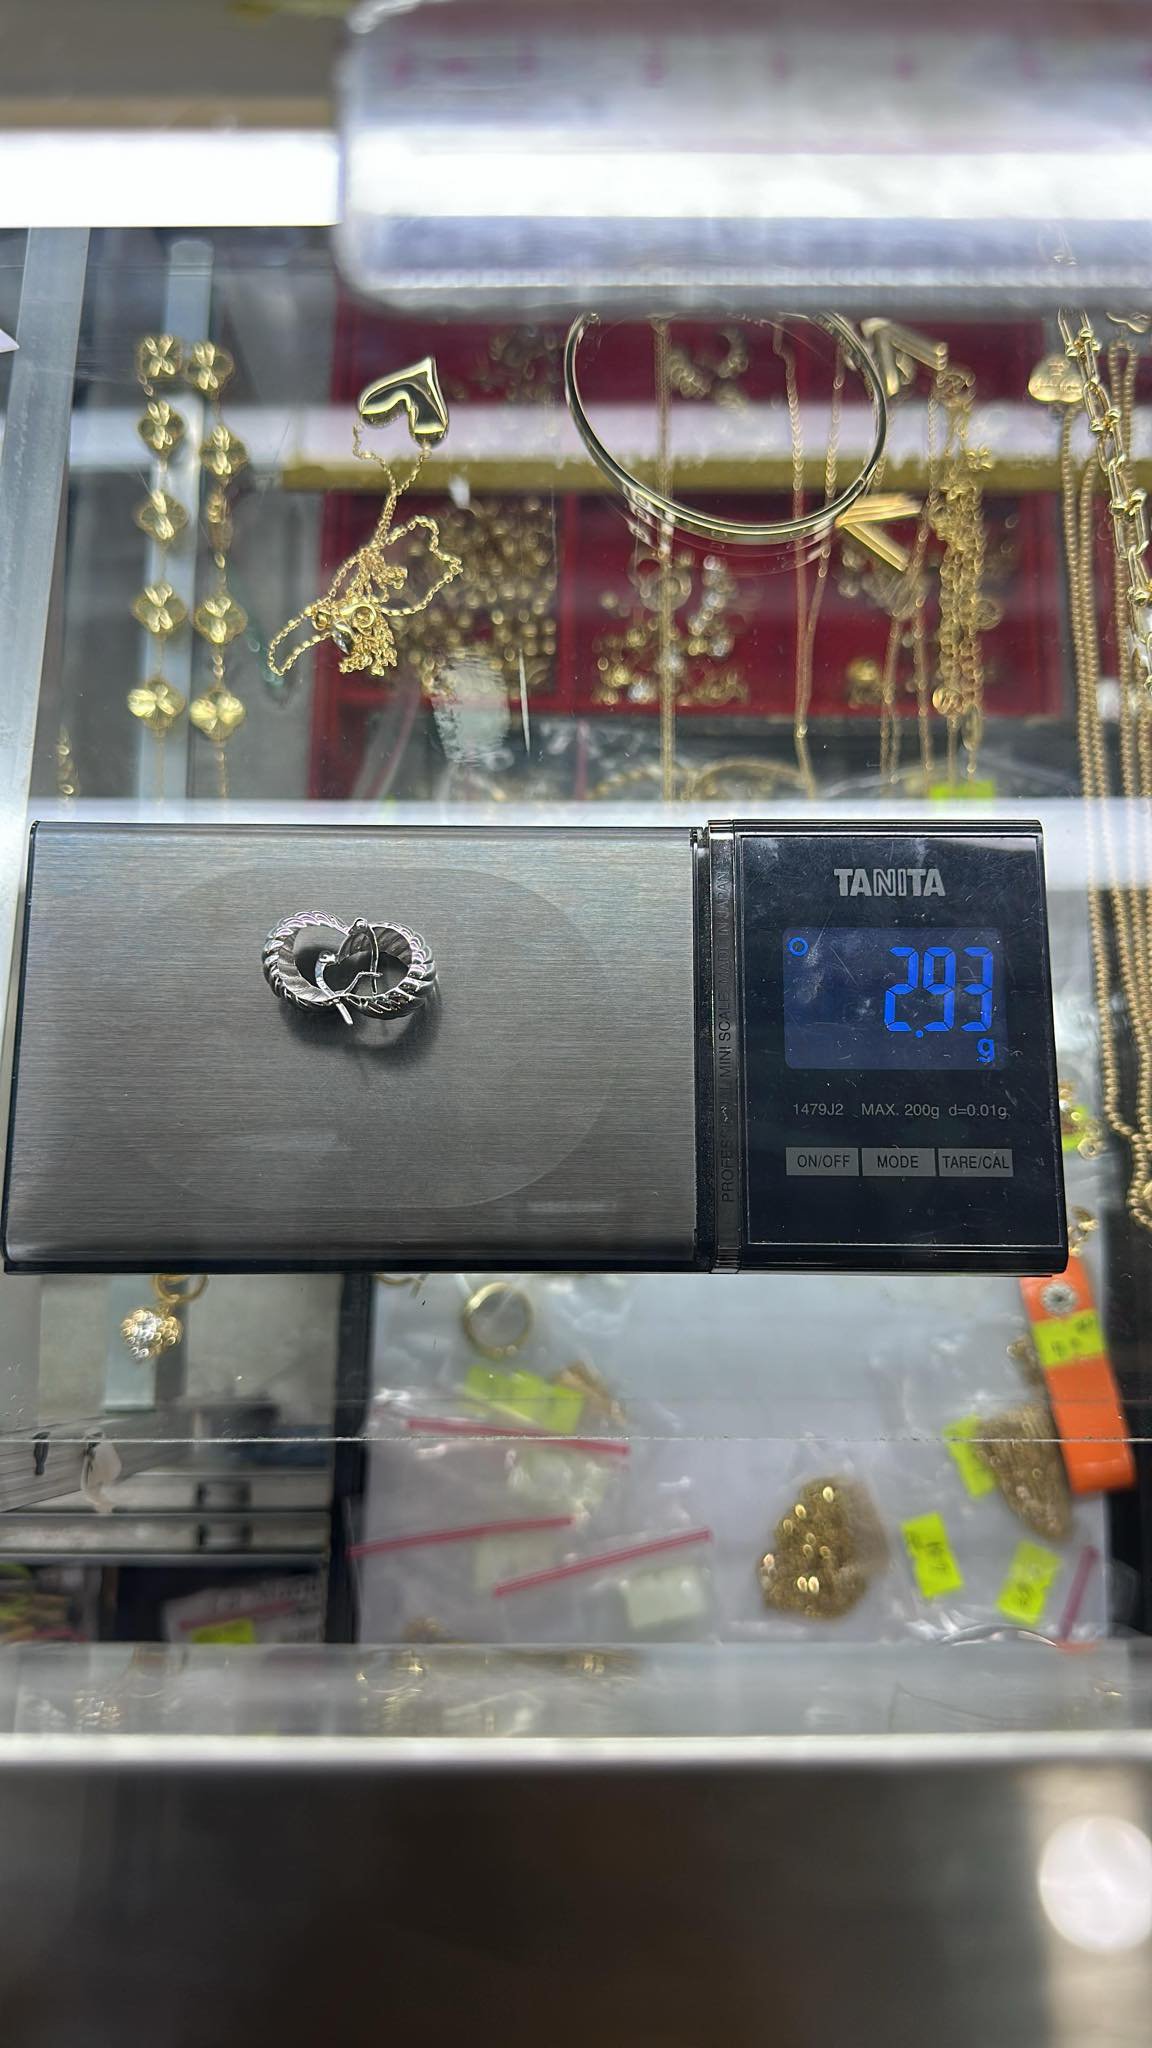 TANITA
2.93
g
1479J2 MAX. 200g d=0.01g
ON/OFF MODE TARE/CAL
PROFESSIONAL MINI SCALE MADE IN JAPAN